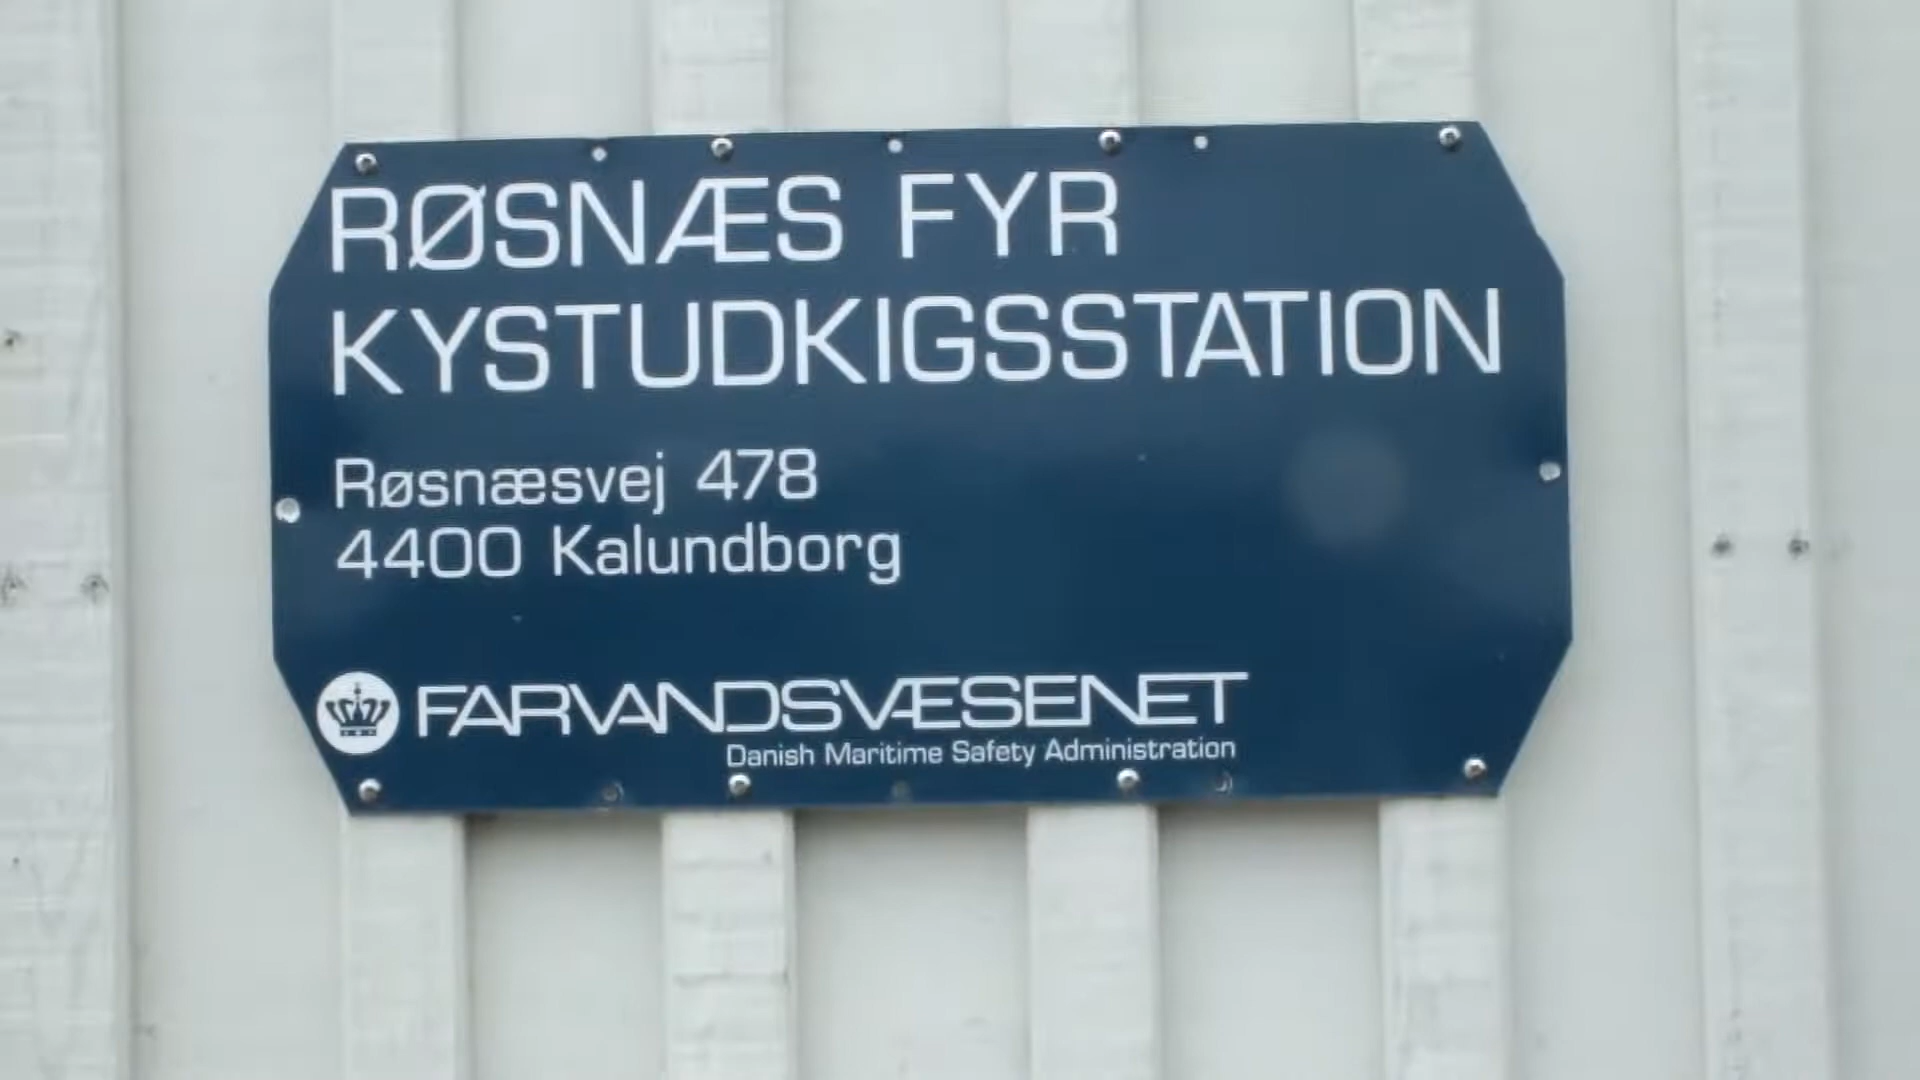 RØSNÆS FYR
KYSTUDKIGSSTATION
Røsnæsvej 478
4400 Kalundborg
FARVANDSVÆSENET
Danish Maritime Safety Administration